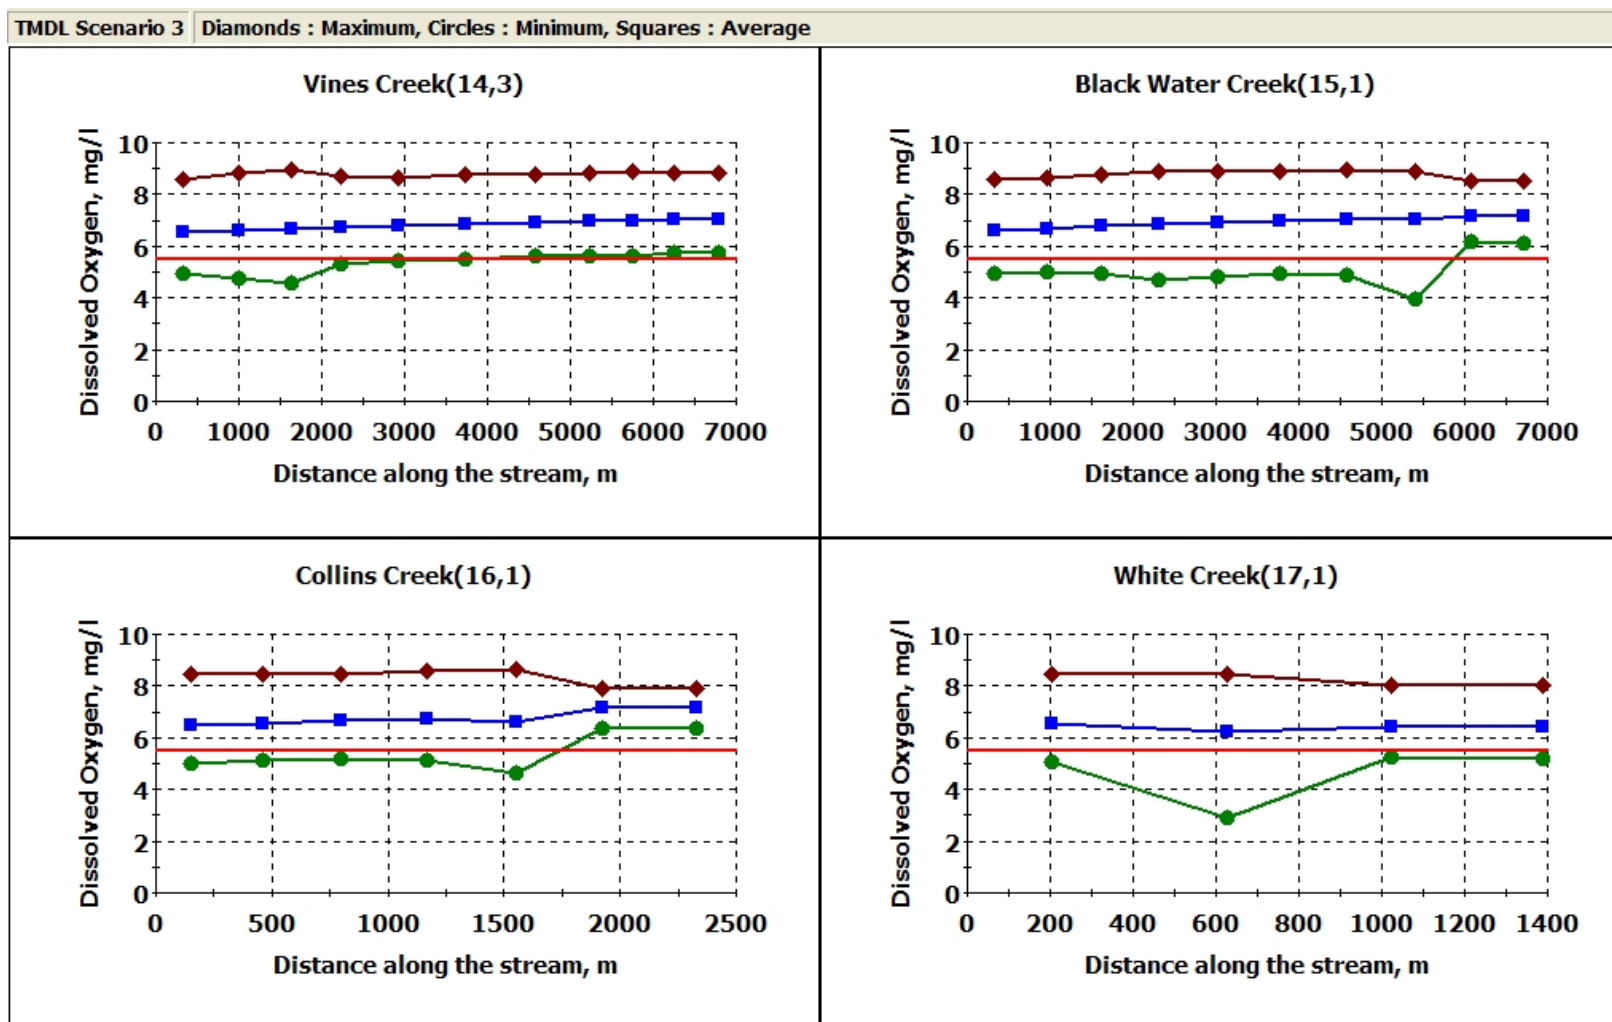 TMDL Scenario 3 Diamonds : Maximum, Circles : Minimum, Squares : Average
Vines Creek(14,3)
Dissolved Oxygen, mg/l
10
8
6
4
2
0
0 1000 2000 3000 4000 5000 6000 7000
Distance along the stream, m
Black Water Creek(15,1)
Dissolved Oxygen, mg/l
10
8
6
4
2
0
0 1000 2000 3000 4000 5000 6000 7000
Distance along the stream, m
Collins Creek(16,1)
Dissolved Oxygen, mg/l
10
8
6
4
2
0
0 500 1000 1500 2000 2500
Distance along the stream, m
White Creek(17,1)
Dissolved Oxygen, mg/l
10
8
6
4
2
0
0 200 400 600 800 1000 1200 1400
Distance along the stream, m